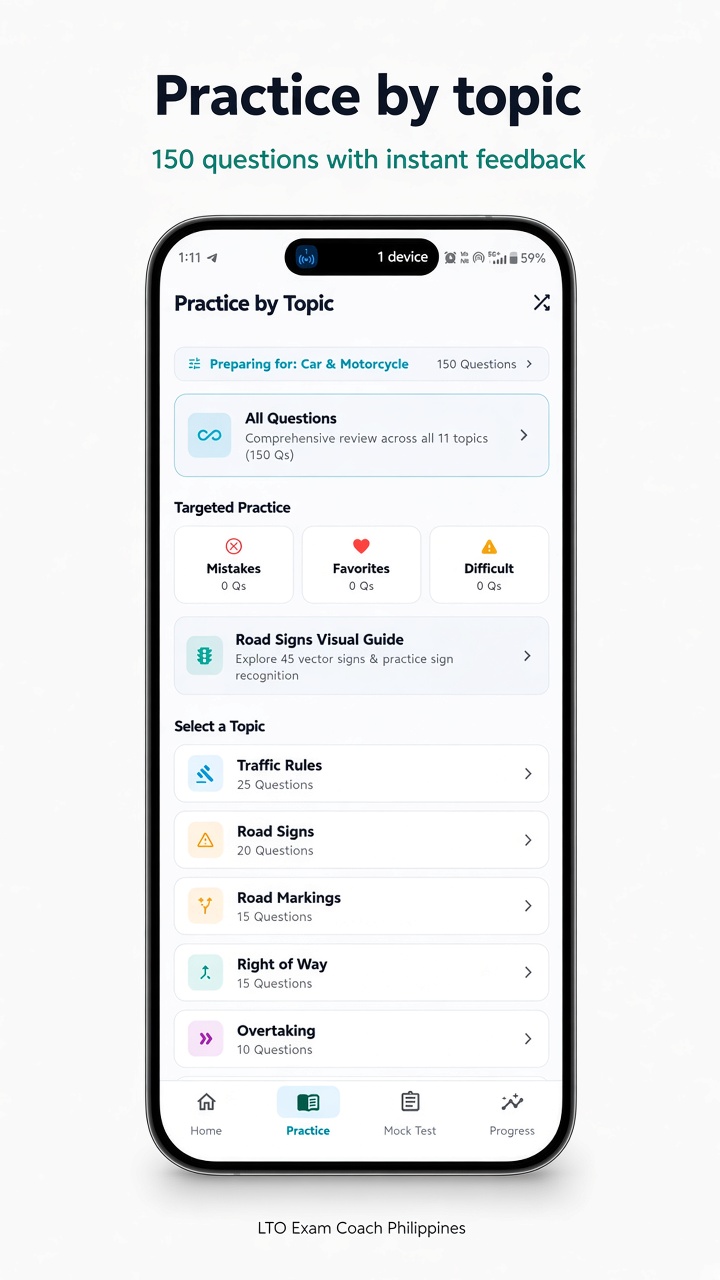 Practice by topic
150 questions with instant feedback
1:11
1 device
5G+
59%
Practice by Topic
Preparing for: Car & Motorcycle 150 Questions
All Questions
Comprehensive review across all 11 topics
(150 Qs)
Targeted Practice
Mistakes Favorites Difficult
0 Qs 0 Qs 0 Qs
Road Signs Visual Guide
Explore 45 vector signs & practice sign
recognition
Select a Topic
Traffic Rules
25 Questions
Road Signs
20 Questions
Road Markings
15 Questions
Right of Way
15 Questions
Overtaking
10 Questions
Home Practice Mock Test Progress
LTO Exam Coach Philippines